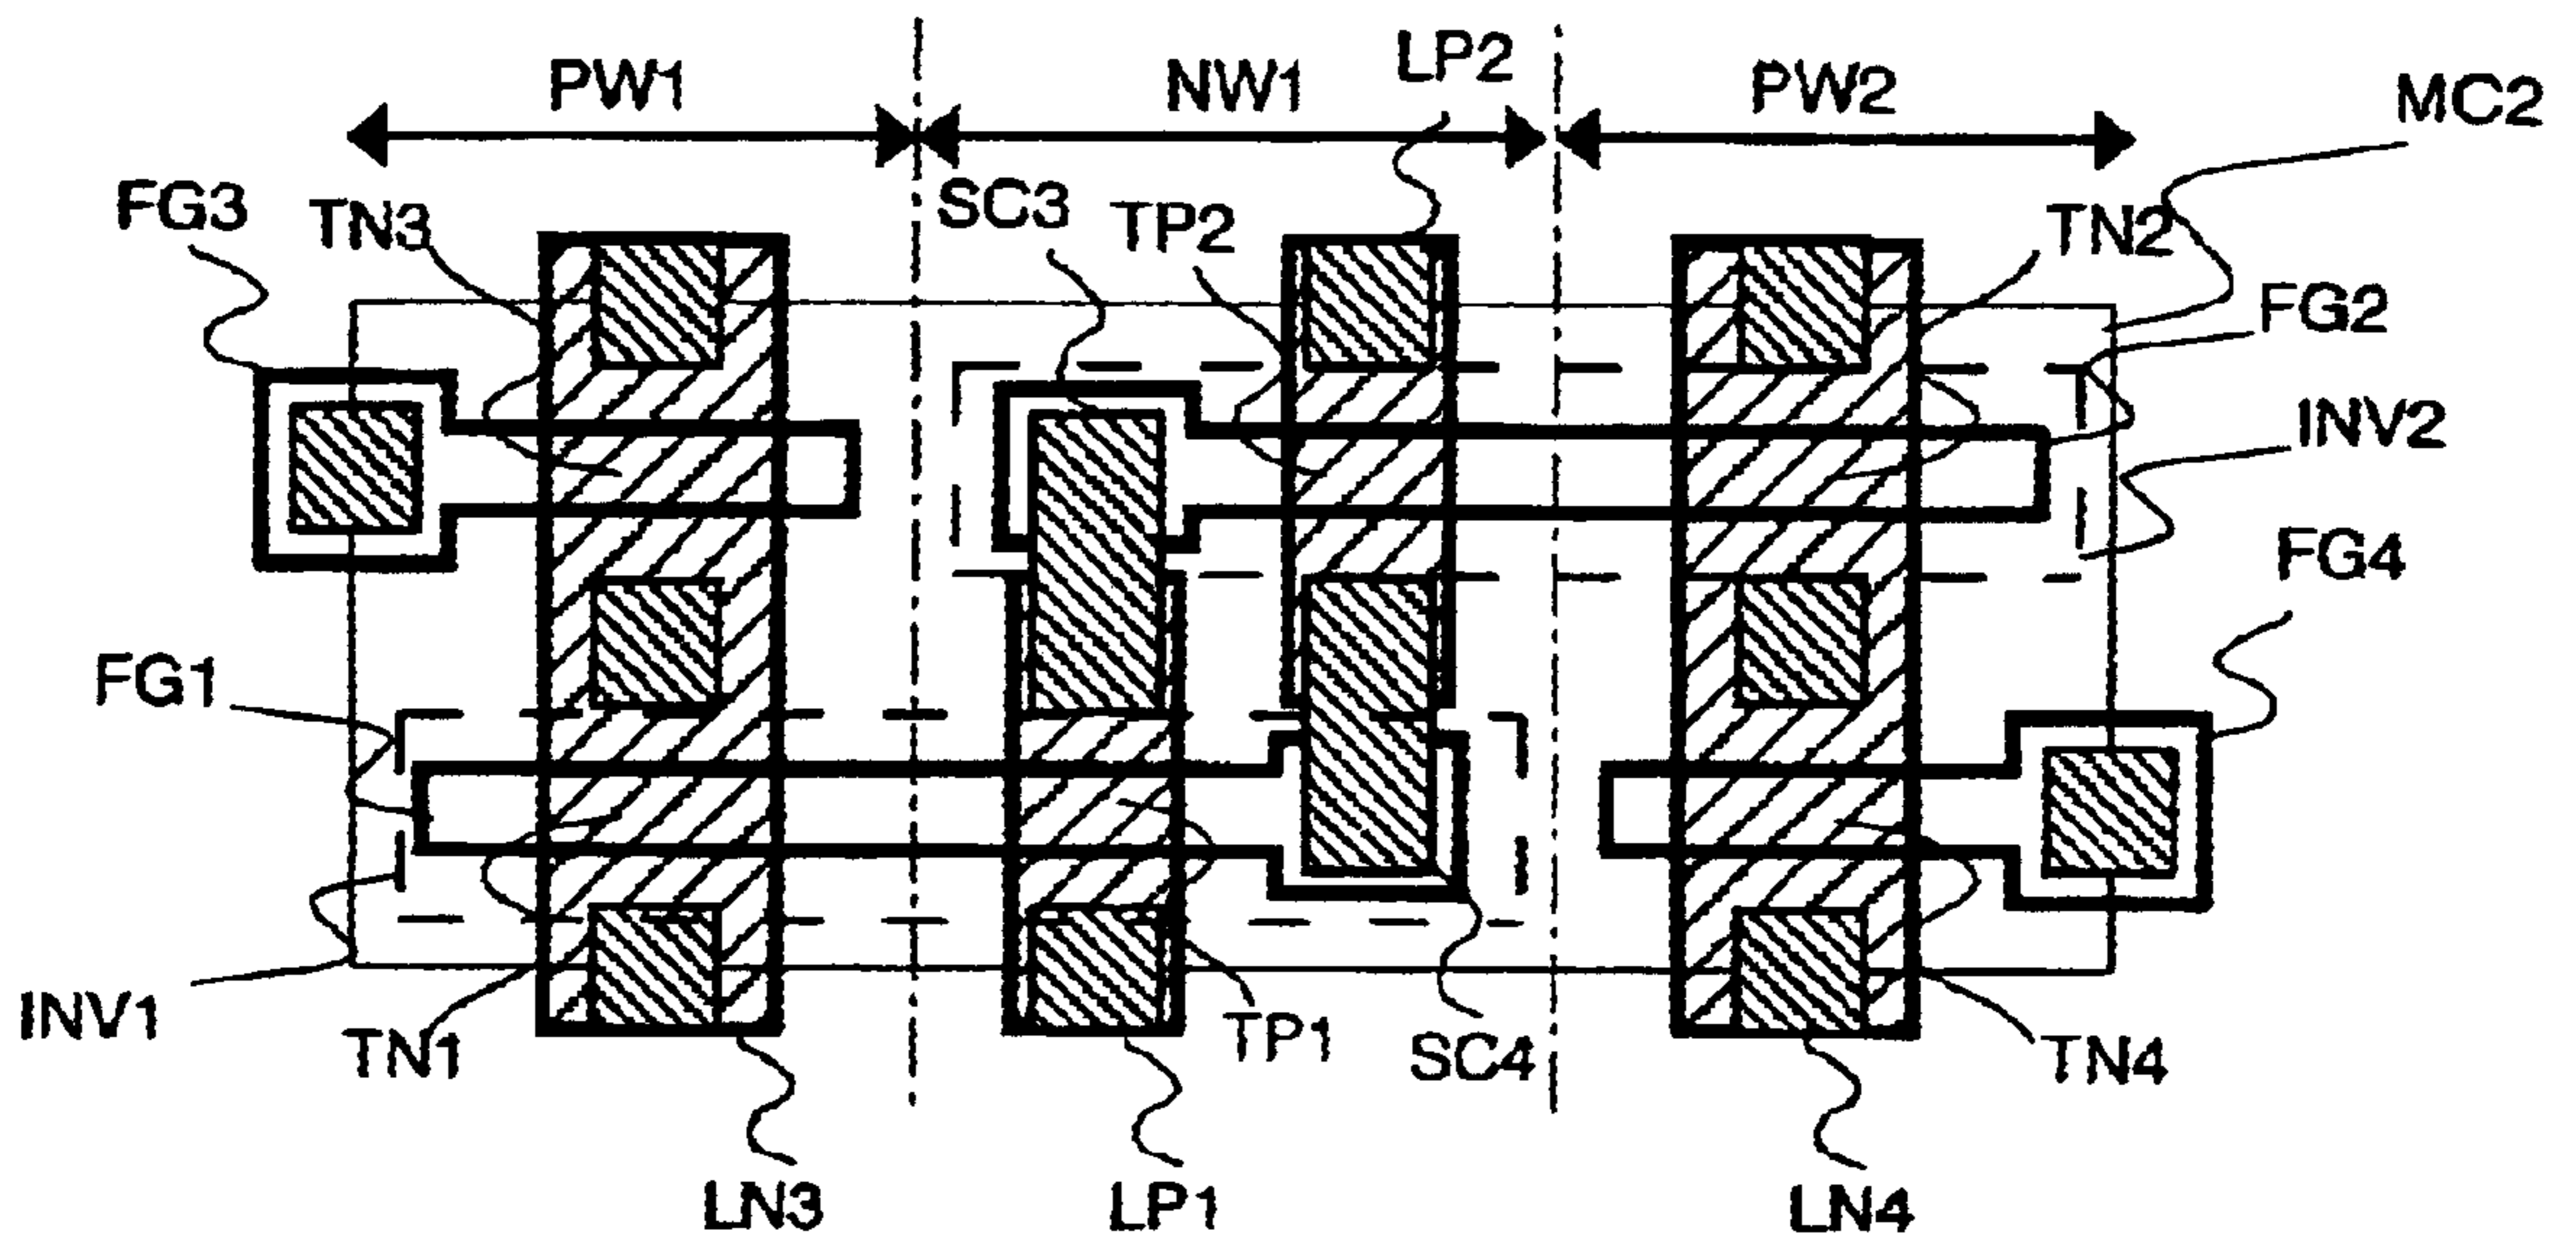 LP2
PW1
NW1
PW2
MC2
FG3
TN3
SC3
TP2
TN2
FG2
INV2
FG4
FG1
INV1
TN1
TP1
SC4
TN4
LN3
LP1
LN4